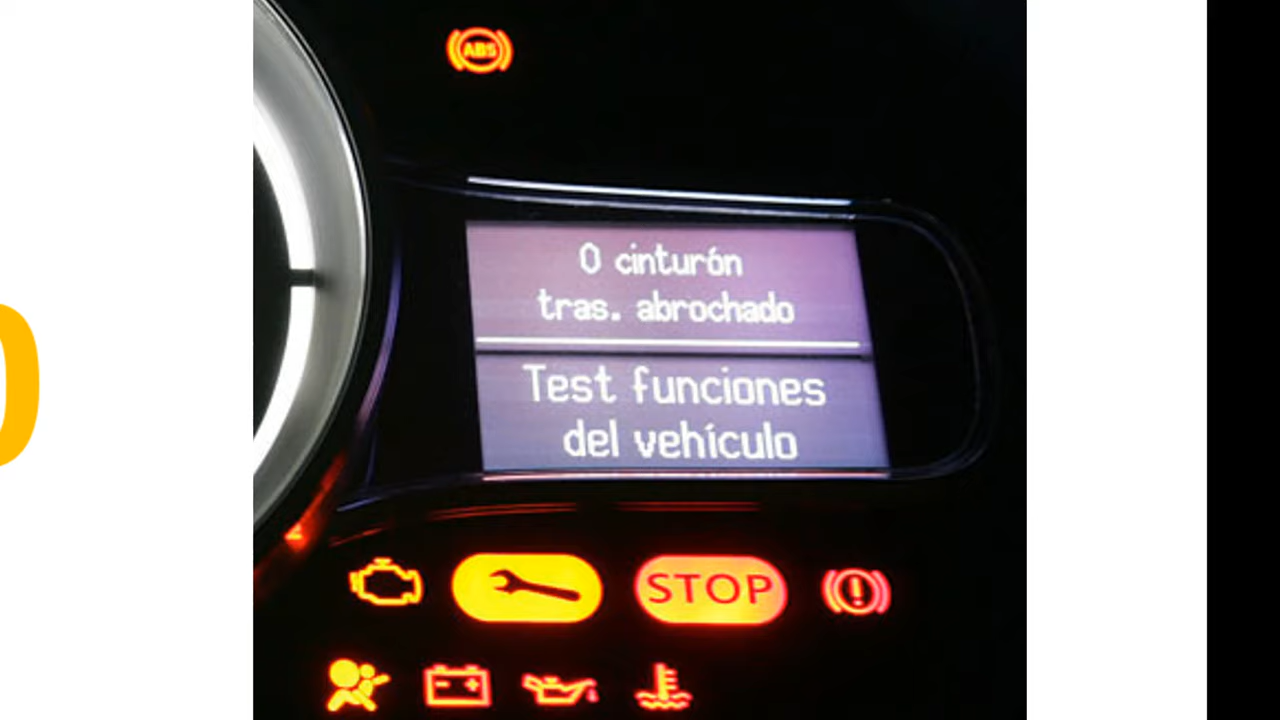 ABS
0 cinturón
tras. abrochado
Test funciones
del vehículo
STOP